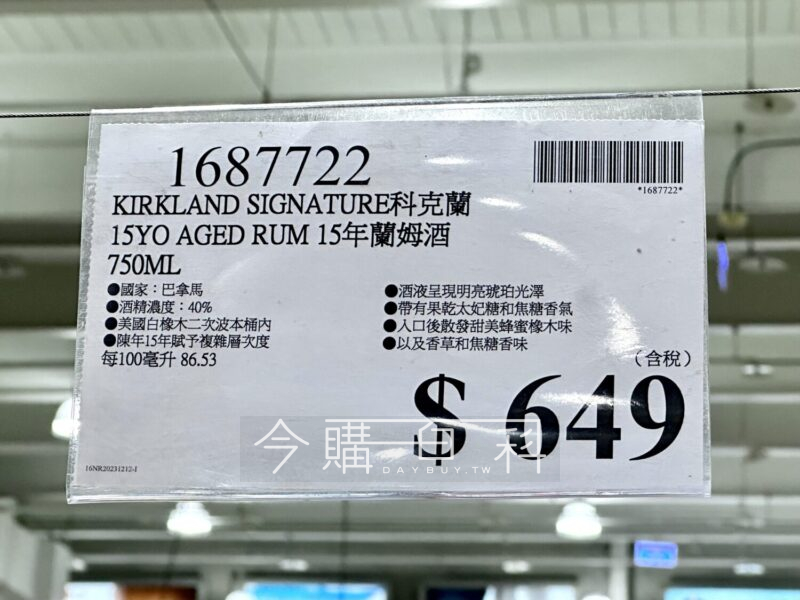 1687722
*1687722*
KIRKLAND SIGNATURE科克蘭
15YO AGED RUM 15年蘭姆酒
750ML
●國家：巴拿馬
●酒精濃度：40%
●美國白橡木二次波本桶內
●陳年15年賦予複雜層次度
每100毫升 86.53
●酒液呈現明亮琥珀光澤
●帶有果乾太妃糖和焦糖香氣
●入口後散發甜美蜂蜜橡木味
●以及香草和焦糖香味
(含稅)
$ 649
今購百科
DAYBUY.TW
16NR20231212-I